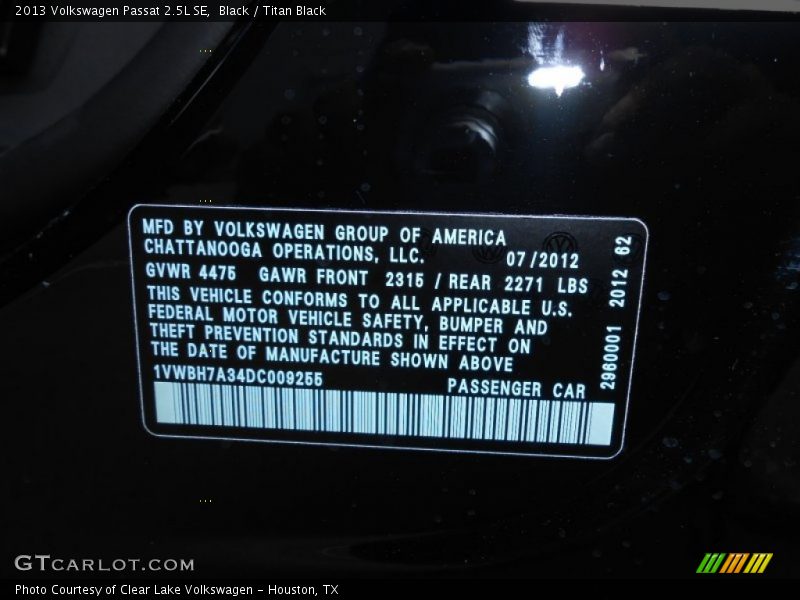 2013 Volkswagen Passat 2.5L SE,  Black / Titan Black
MFD BY VOLKSWAGEN GROUP OF AMERICA
CHATTANOOGA OPERATIONS, LLC.
07/2012
GVWR 4475 GAWR FRONT 2315 / REAR 2271 LBS
THIS VEHICLE CONFORMS TO ALL APPLICABLE U.S.
FEDERAL MOTOR VEHICLE SAFETY, BUMPER AND
THEFT PREVENTION STANDARDS IN EFFECT ON
THE DATE OF MANUFACTURE SHOWN ABOVE
1VWBH7A34DC009255
PASSENGER CAR
2960001 2012 62
GTCARLOT.COM
Photo Courtesy of Clear Lake Volkswagen - Houston, TX